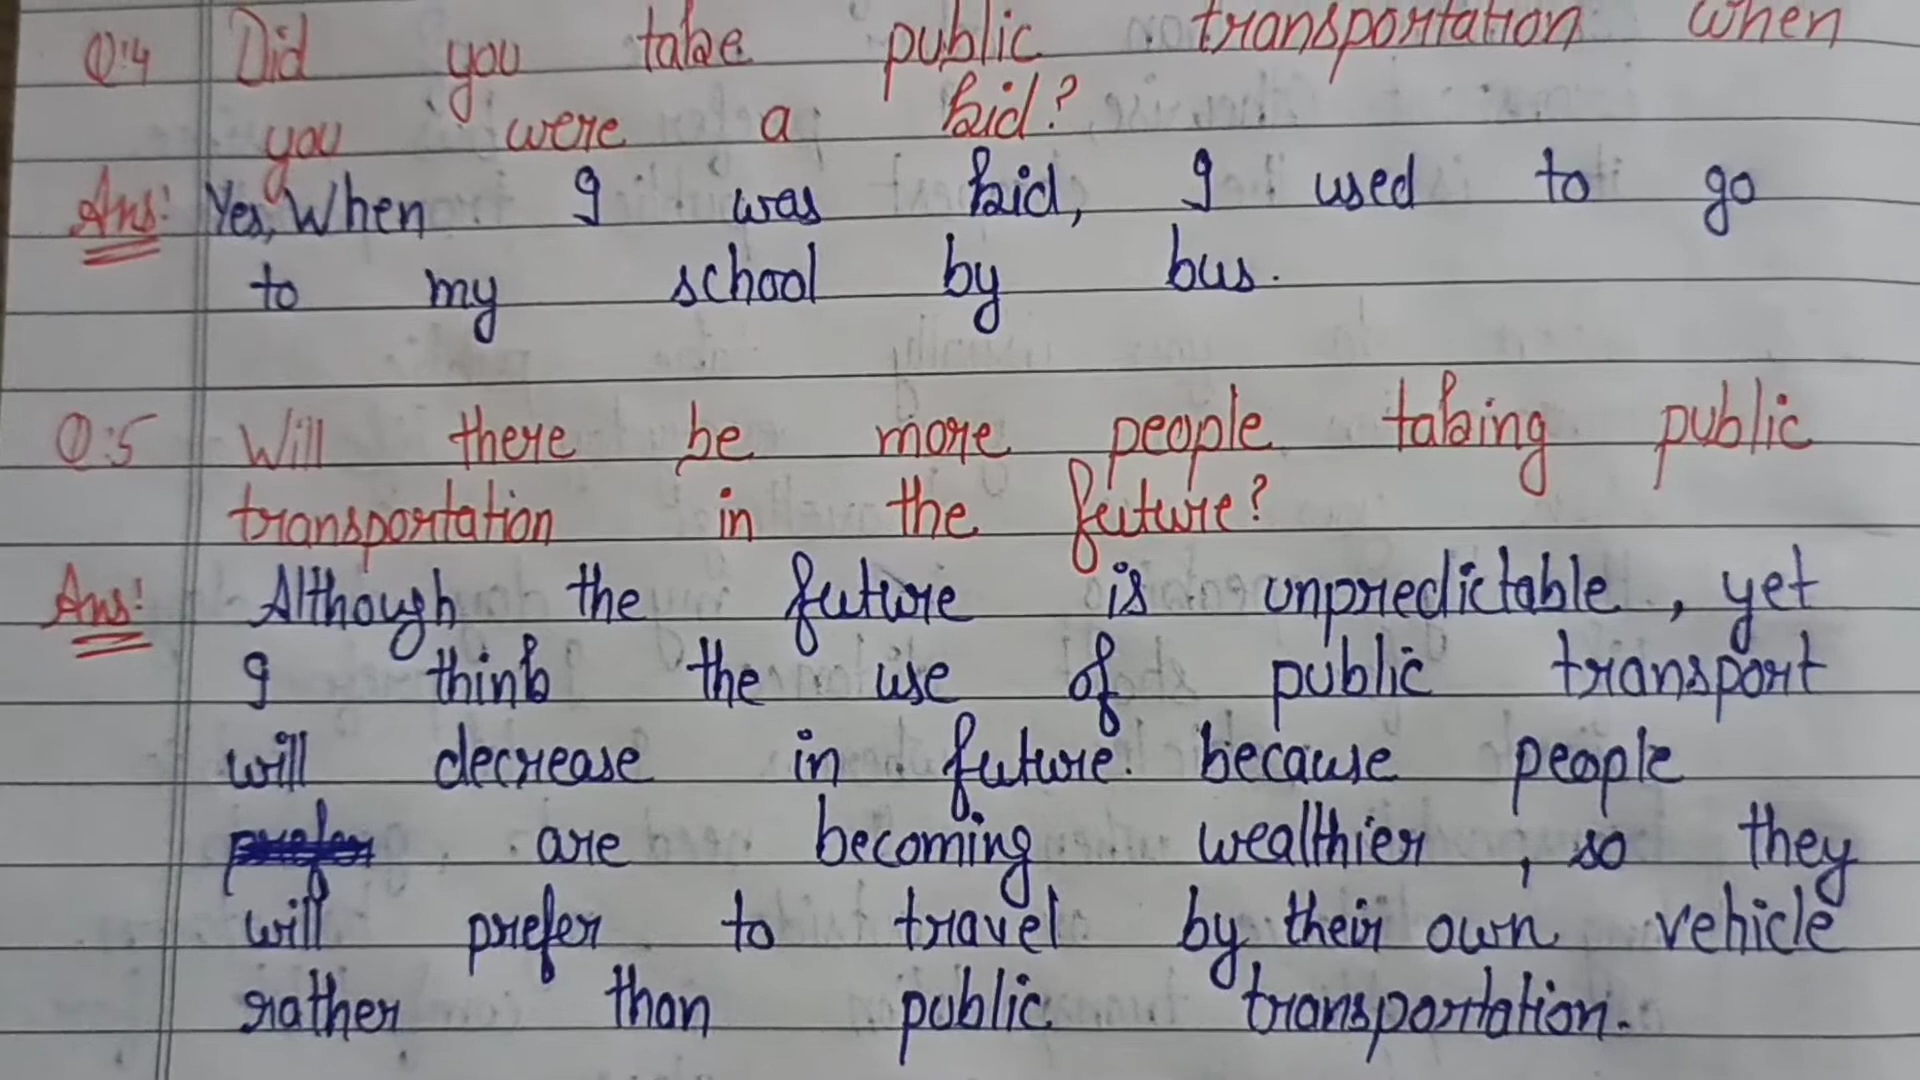 Q:4 Did you take public transportation when
you were a kid?
Ans: Yes, When I was kid, I used to go
to my school by bus.
Q:5 Will there be more people taking public
transportation in the future?
Ans: Although the future is unpredictable, yet
I think the use of public transport
will decrease in future. because people
are becoming wealthier, so they
will prefer to travel by their own vehicle
rather than public transportation.